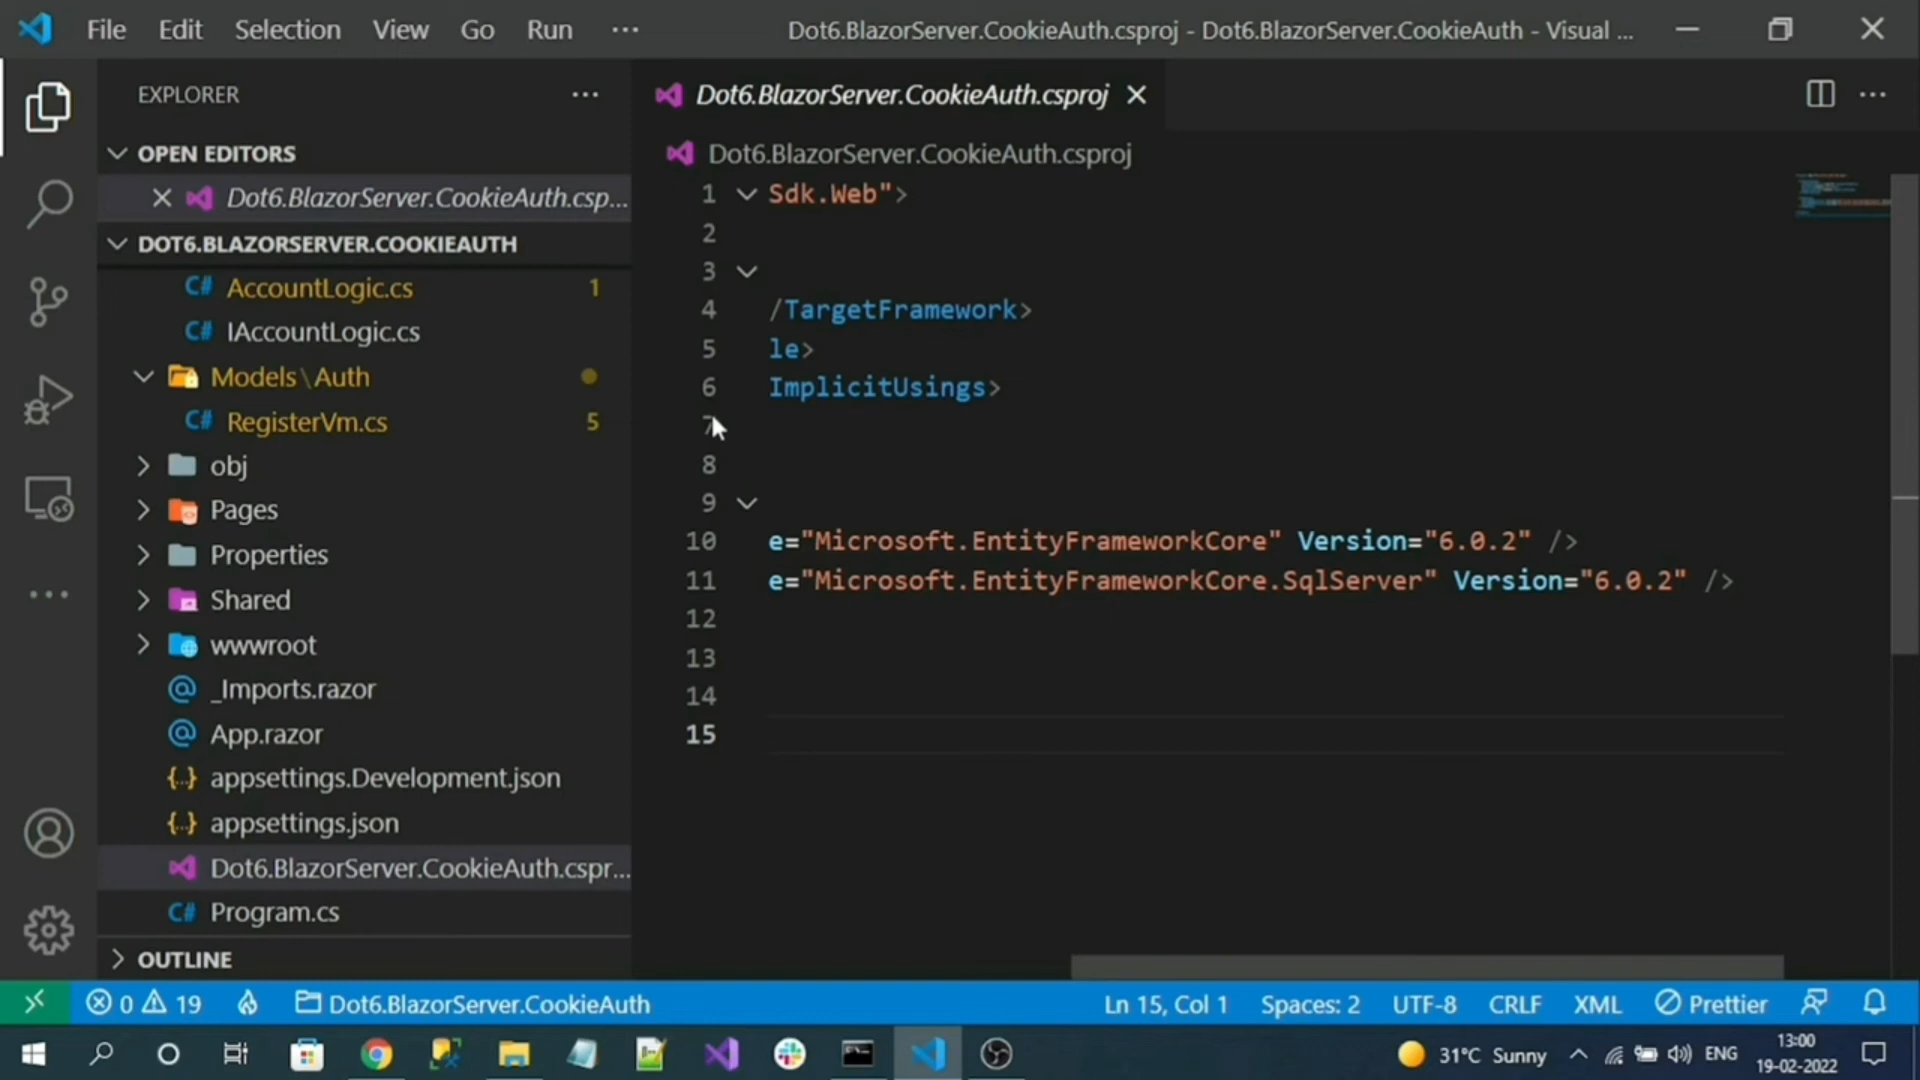 File Edit Selection View Go Run ···
Dot6.BlazorServer.CookieAuth.csproj - Dot6.BlazorServer.CookieAuth - Visual ...
EXPLORER
OPEN EDITORS
Dot6.BlazorServer.CookieAuth.csp...
DOT6.BLAZORSERVER.COOKIEAUTH
C# AccountLogic.cs 1
C# IAccountLogic.cs
Models\Auth
C# RegisterVm.cs 5
obj
Pages
Properties
Shared
wwwroot
@ _Imports.razor
@ App.razor
{..} appsettings.Development.json
{..} appsettings.json
Dot6.BlazorServer.CookieAuth.cspr...
C# Program.cs
OUTLINE
Dot6.BlazorServer.CookieAuth.csproj
Dot6.BlazorServer.CookieAuth.csproj
1 Sdk.Web">
2
3
4 /TargetFramework>
5 le>
6 ImplicitUsings>
7
8
9
10 e="Microsoft.EntityFrameworkCore" Version="6.0.2" />
11 e="Microsoft.EntityFrameworkCore.SqlServer" Version="6.0.2" />
12
13
14
15
0 19 Dot6.BlazorServer.CookieAuth Ln 15, Col 1 Spaces: 2 UTF-8 CRLF XML Prettier
31°C Sunny ENG 13:00
19-02-2022